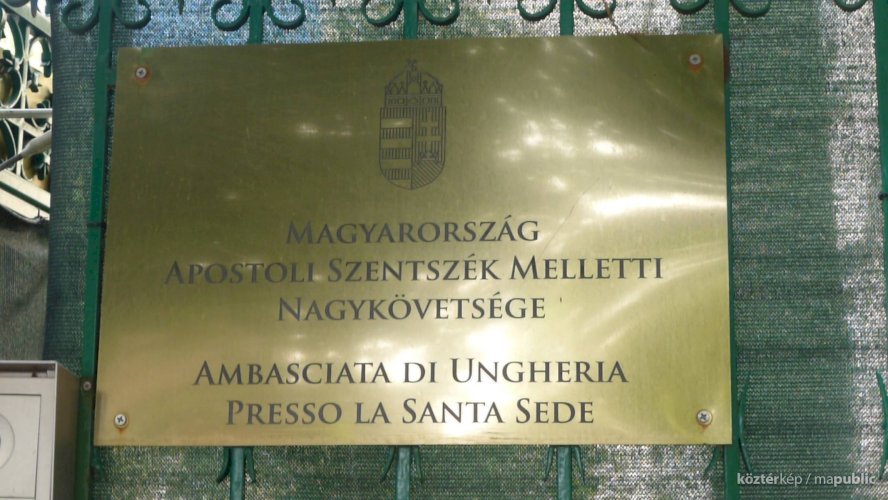 Magyarország
Apostoli Szentszék Melletti
Nagykövetsége
Ambasciata di Ungheria
Presso la Santa Sede
köztérkép / mapublic